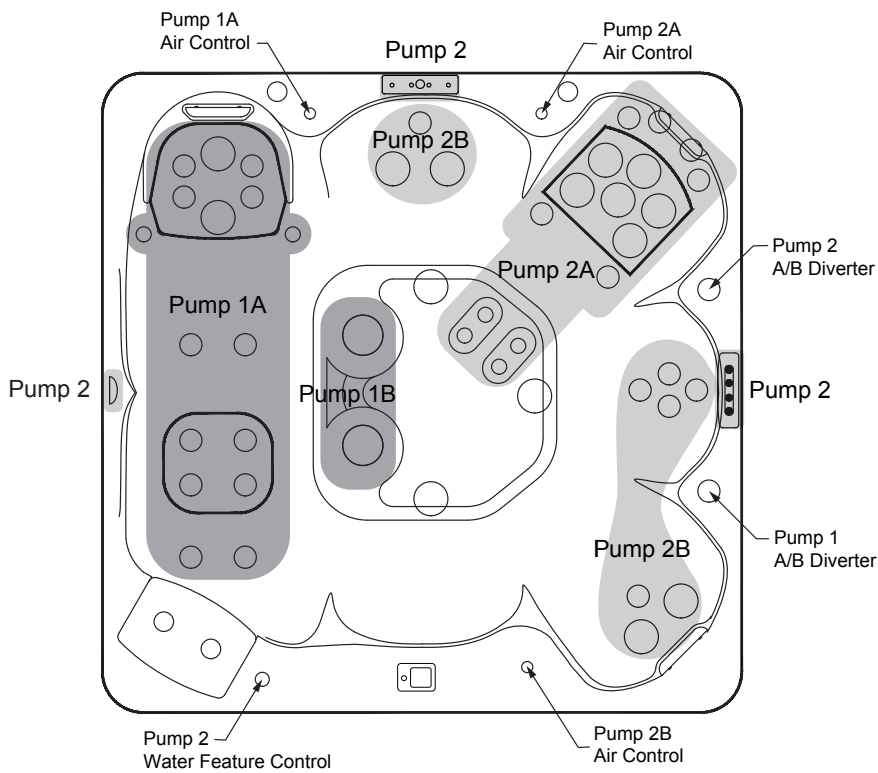 Pump 1A
Air Control
Pump 2
Pump 2A
Air Control
Pump 2B
Pump 2
A/B Diverter
Pump 2A
Pump 1A
Pump 2
Pump 1B
Pump 2
Pump 1
A/B Diverter
Pump 2B
Pump 2
Water Feature Control
Pump 2B
Air Control